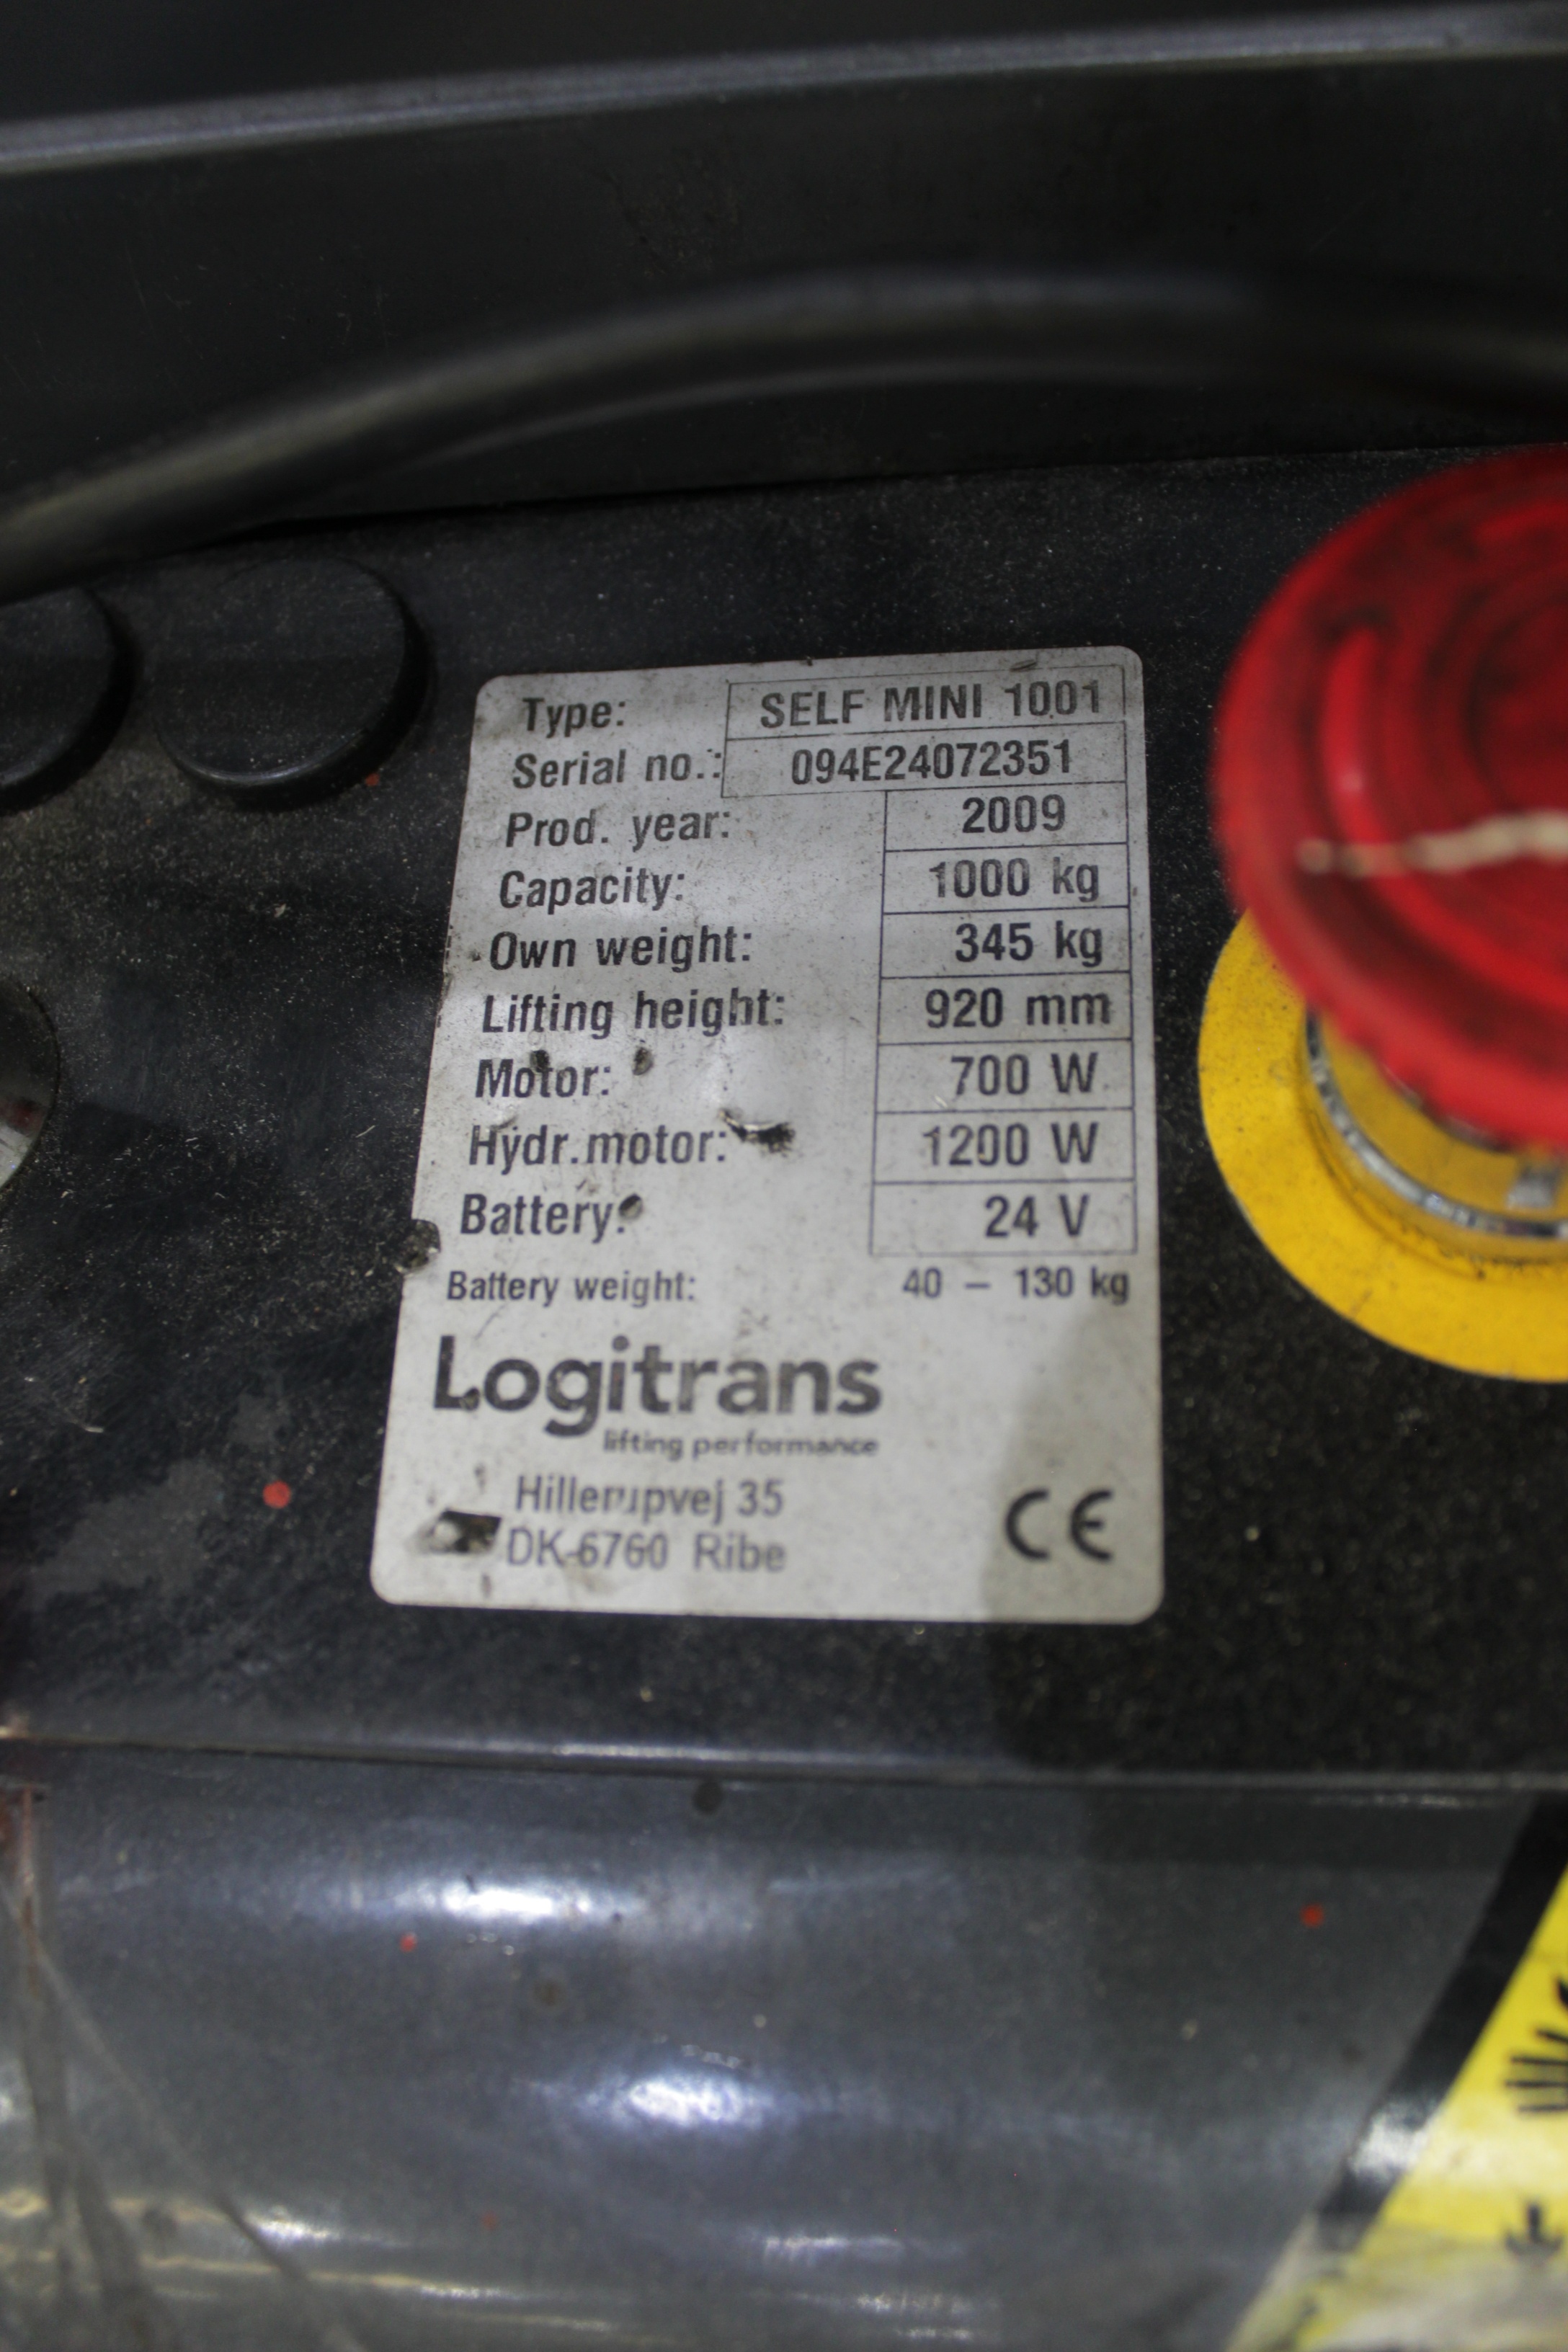 Type: SELF MINI 1001
Serial no.: 094E24072351
Prod. year: 2009
Capacity: 1000 kg
Own weight: 345 kg
Lifting height: 920 mm
Motor: 700 W
Hydr.motor: 1200 W
Battery: 24 V
Battery weight: 40 – 130 kg
Logitrans
lifting performance
Hillerupvej 35
DK-6760 Ribe
CE